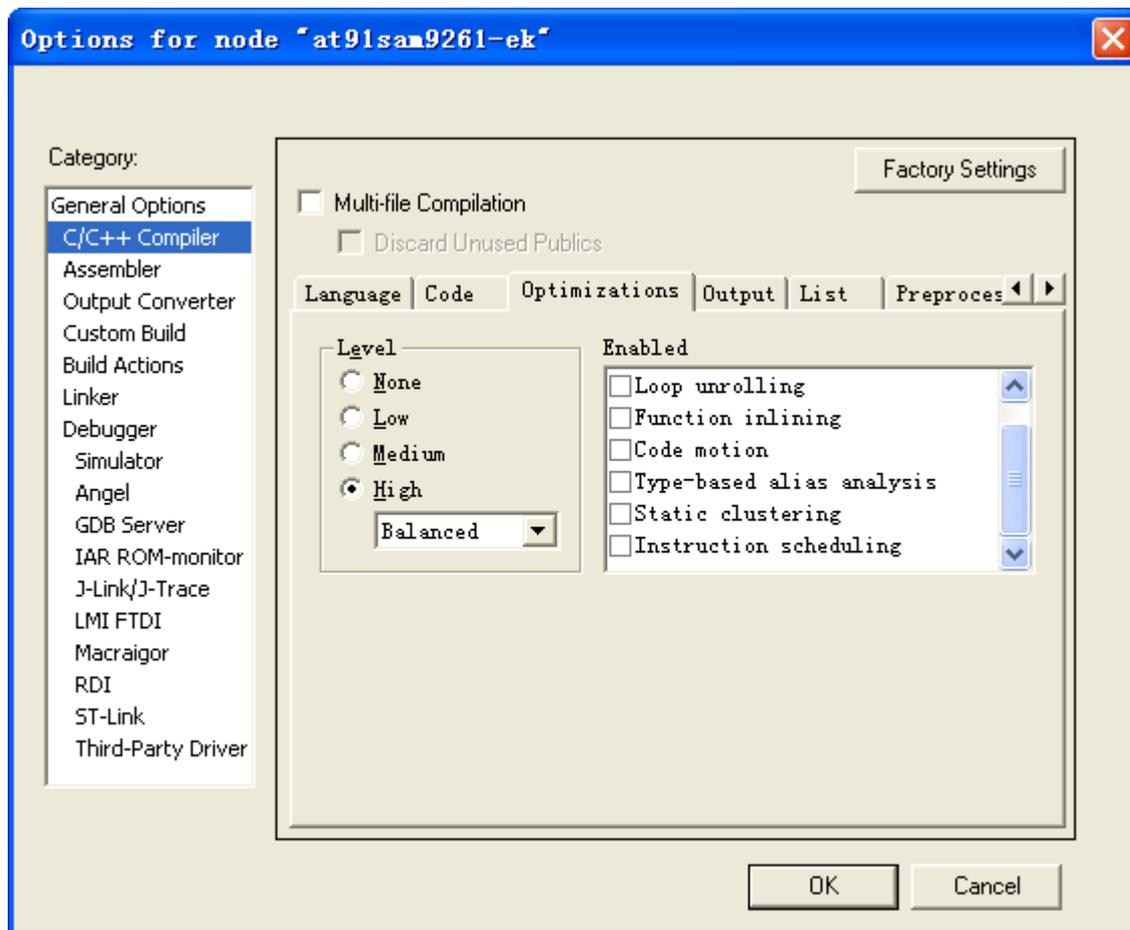 Options for node "at91sam9261-ek"
Category:
General Options
C/C++ Compiler
Assembler
Output Converter
Custom Build
Build Actions
Linker
Debugger
Simulator
Angel
GDB Server
IAR ROM-monitor
J-Link/J-Trace
LMI FTDI
Macraigor
RDI
ST-Link
Third-Party Driver
Factory Settings
Multi-file Compilation
Discard Unused Publics
Language Code Optimizations Output List Preproces
Level
None
Low
Medium
High
Balanced
Enabled
Loop unrolling
Function inlining
Code motion
Type-based alias analysis
Static clustering
Instruction scheduling
OK Cancel